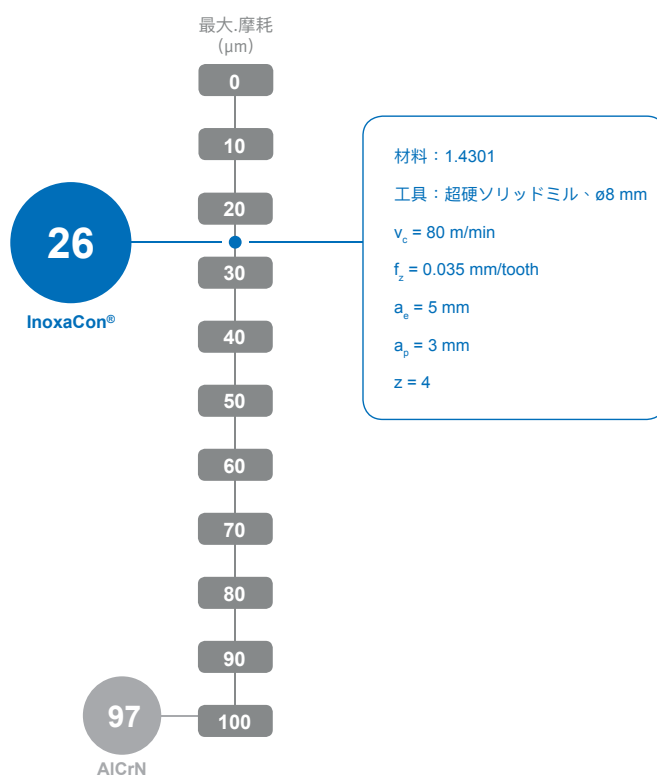 最大.摩耗
(μm)
0
10
20
26
InoxaCon®
30
40
50
60
70
80
90
100
97
AlCrN
材料：1.4301
工具：超硬ソリッドミル、ø8 mm
vc = 80 m/min
fz = 0.035 mm/tooth
ae = 5 mm
ap = 3 mm
z = 4